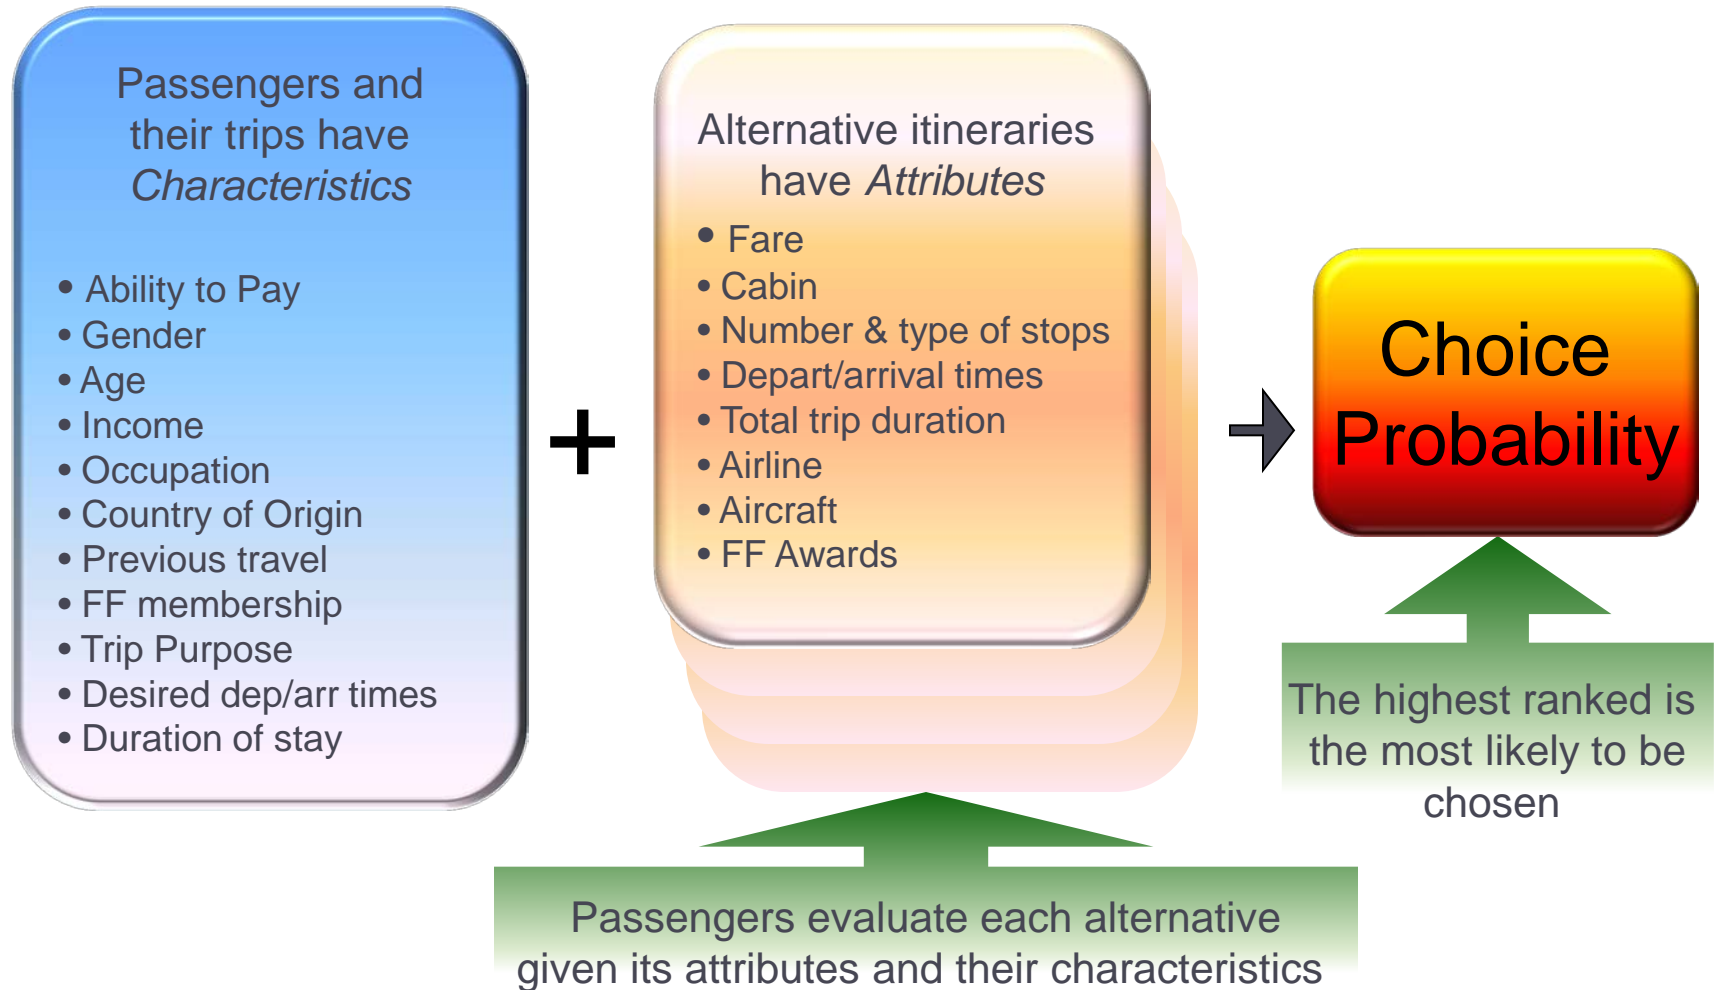 Passengers and
their trips have
Characteristics
• Ability to Pay
• Gender
• Age
• Income
• Occupation
• Country of Origin
• Previous travel
• FF membership
• Trip Purpose
• Desired dep/arr times
• Duration of stay
+
Alternative itineraries
have Attributes
• Fare
• Cabin
• Number & type of stops
• Depart/arrival times
• Total trip duration
• Airline
• Aircraft
• FF Awards
Choice
Probability
The highest ranked is
the most likely to be
chosen
Passengers evaluate each alternative
given its attributes and their characteristics